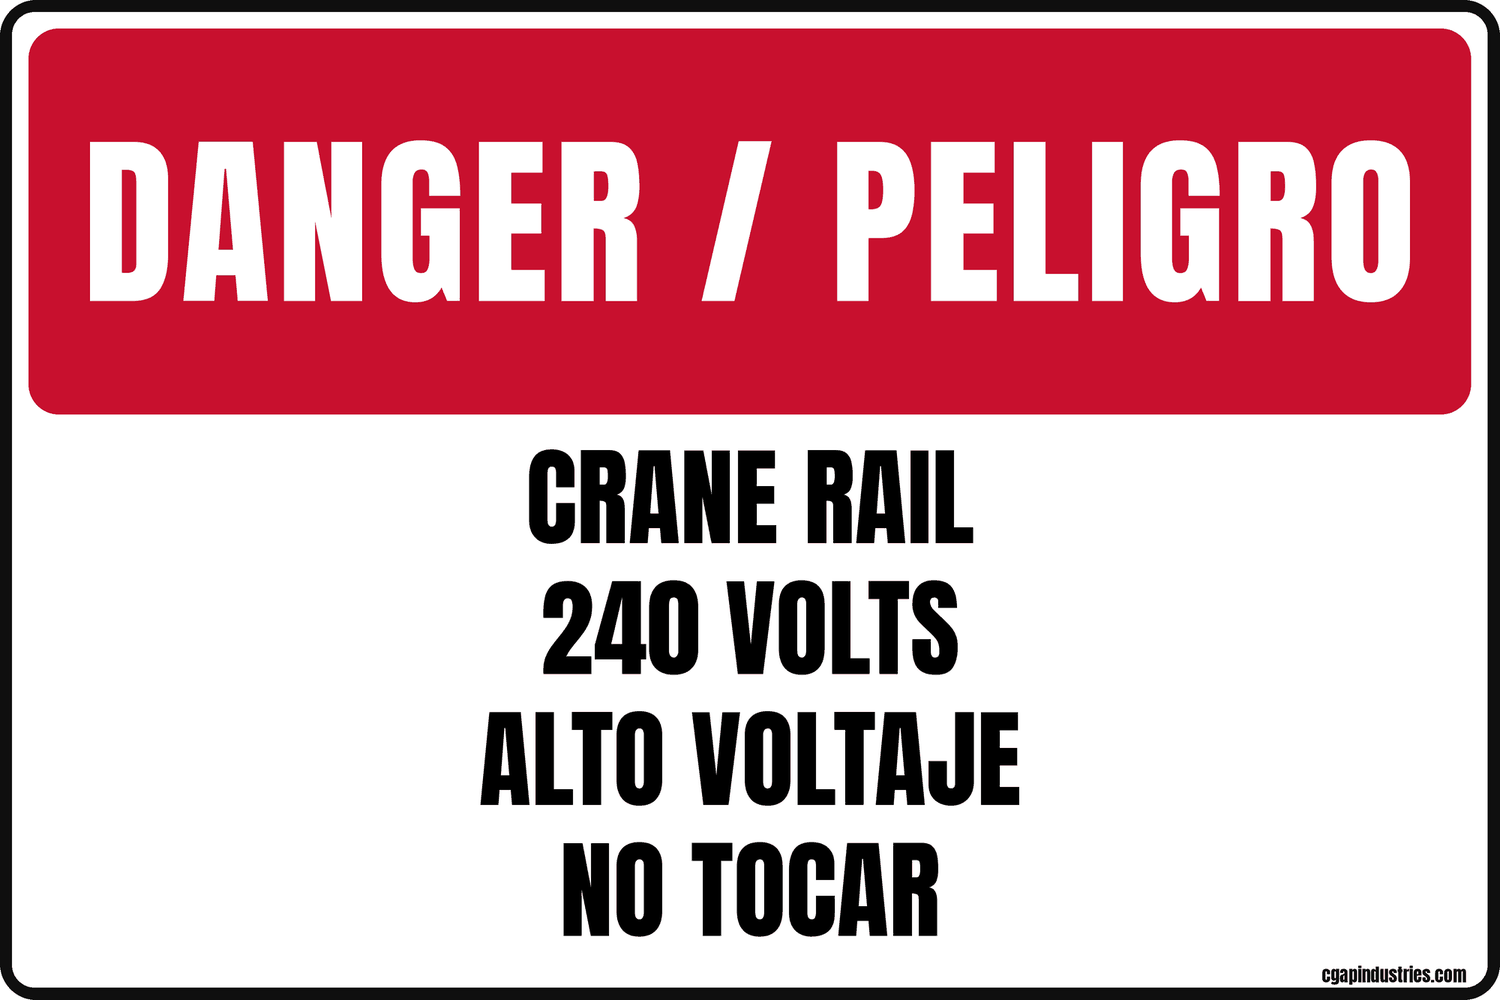 DANGER / PELIGRO
CRANE RAIL
240 VOLTS
ALTO VOLTAJE
NO TOCAR
cgapindustries.com